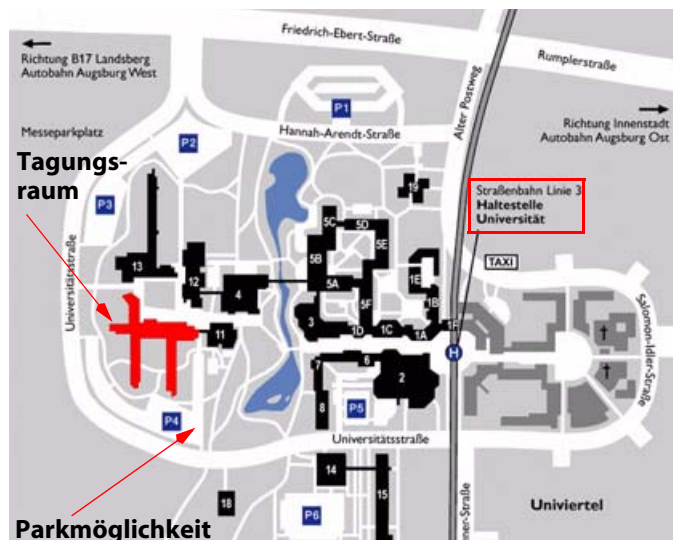 Friedrich-Ebert-Straße
Rumplerstraße
Richtung B17 Landsberg
Autobahn Augsburg West
Alter Postweg
P1
Richtung Innenstadt
Autobahn Augsburg Ost
Messeparkplatz
P2
Hannah-Arendt-Straße
Tagungs-
raum
P3
19
Straßenbahn Linie 3
Haltestelle
Universität
5C
5D
5E
TAXI
13
5B
12
4
5A
1E
1B
5F
Universitätsstraße
Salomon-Idler-Straße
11
3
1D
1C
1A
1F
H
7
6
2
8
P5
P4
Universitätsstraße
14
15
18
P6
ner-Straße
Univiertel
Parkmöglichkeit